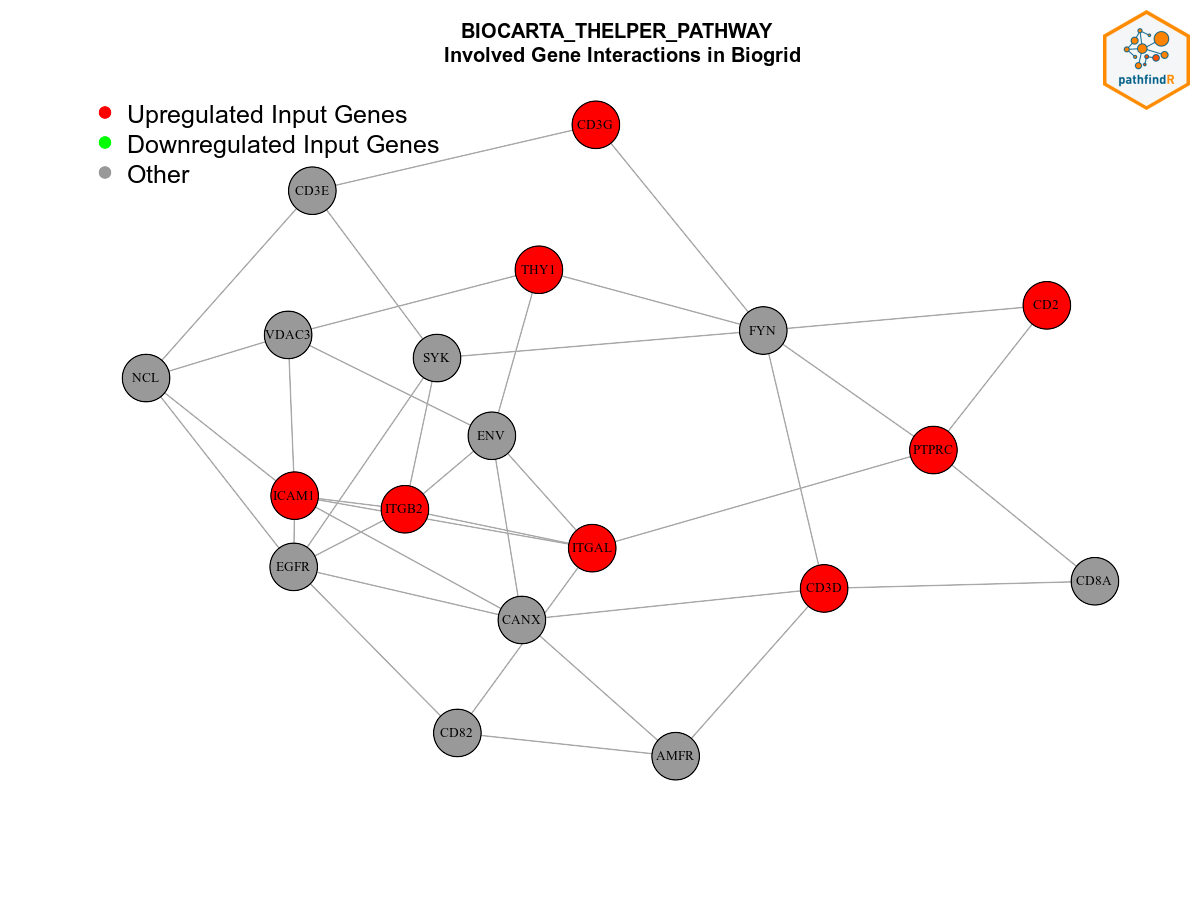 BIOCARTA_THELPER_PATHWAY
Involved Gene Interactions in Biogrid
pathfindR
Upregulated Input Genes
Downregulated Input Genes
Other
CD3G
CD3E
THY1
CD2
VDAC3
FYN
SYK
NCL
ENV
PTPRC
ICAM1
ITGB2
ITGAL
EGFR
CD8A
CD3D
CANX
CD82
AMFR